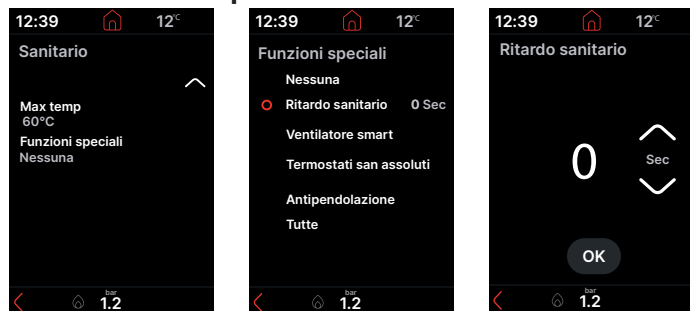 12:39 12°C
Sanitario
Max temp
60°C
Funzioni speciali
Nessuna
bar
1.2
12:39 12°C
Funzioni speciali
Nessuna
Ritardo sanitario 0 Sec
Ventilatore smart
Termostati san assoluti
Antipendolazione
Tutte
bar
1.2
12:39 12°C
Ritardo sanitario
0 Sec
OK
bar
1.2